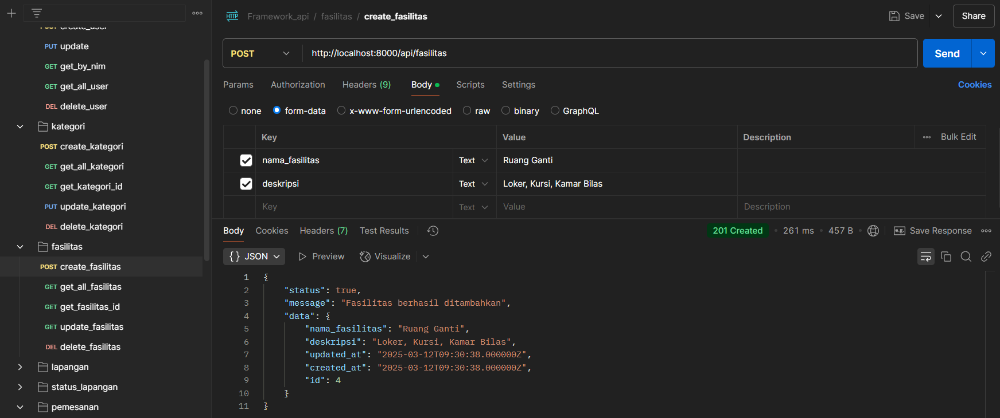 create_user
PUT update
GET get_by_nim
GET get_all_user
DEL delete_user
kategori
POST create_kategori
GET get_all_kategori
GET get_kategori_id
PUT update_kategori
DEL delete_kategori
fasilitas
POST create_fasilitas
GET get_all_fasilitas
GET get_fasilitas_id
GET update_fasilitas
DEL delete_fasilitas
lapangan
status_lapangan
pemesanan
HTTP Framework_api / fasilitas / create_fasilitas
Save
Share
POST http://localhost:8000/api/fasilitas
Send
Params Authorization Headers (9) Body Scripts Settings
Cookies
none form-data x-www-form-urlencoded raw binary GraphQL
Key Value Description Bulk Edit
nama_fasilitas Text Ruang Ganti
deskripsi Text Loker, Kursi, Kamar Bilas
Key Text Value Description
Body Cookies Headers (7) Test Results
201 Created • 261 ms • 457 B • e.g. Save Response
{} JSON Preview Visualize
1 {
2 "status": true,
3 "message": "Fasilitas berhasil ditambahkan",
4 "data": {
5 "nama_fasilitas": "Ruang Ganti",
6 "deskripsi": "Loker, Kursi, Kamar Bilas",
7 "updated_at": "2025-03-12T09:30:38.000000Z",
8 "created_at": "2025-03-12T09:30:38.000000Z",
9 "id": 4
10 }
11 }